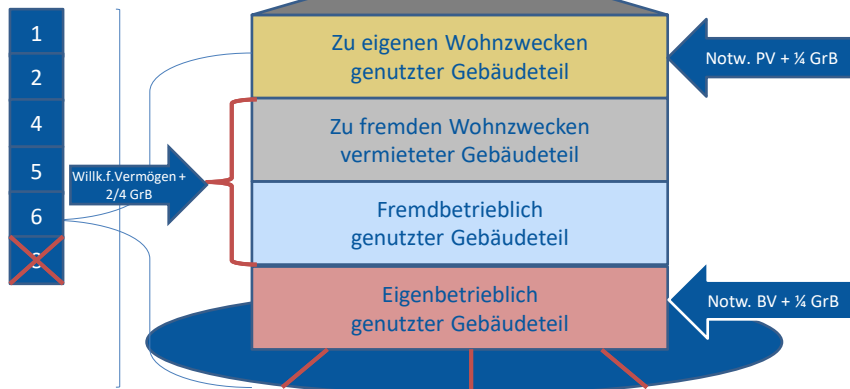 1
2
4
5
6
Zu eigenen Wohnzwecken
genutzter Gebäudeteil
Notw. PV + ¼ GrB
Zu fremden Wohnzwecken
vermieteter Gebäudeteil
Willk.f.Vermögen +
2/4 GrB
Fremdbetrieblich
genutzter Gebäudeteil
Eigenbetrieblich
genutzter Gebäudeteil
Notw. BV + ¼ GrB